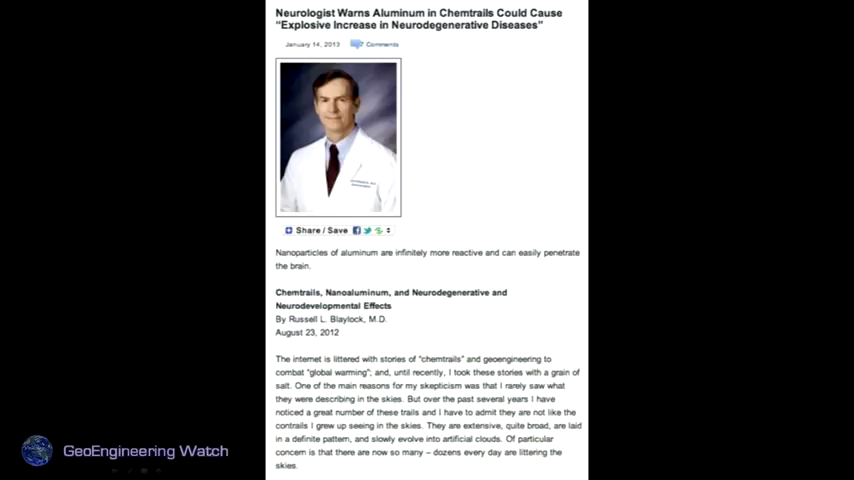 Neurologist Warns Aluminum in Chemtrails Could Cause
“Explosive Increase in Neurodegenerative Diseases”
January 14, 2013 7 Comments
Share / Save
Nanoparticles of aluminum are infinitely more reactive and can easily penetrate
the brain.
Chemtrails, Nanoaluminum, and Neurodegenerative and
Neurodevelopmental Effects
By Russell L. Blaylock, M.D.
August 23, 2012
The internet is littered with stories of “chemtrails” and geoengineering to
combat “global warming”; and, until recently, I took these stories with a grain of
salt. One of the main reasons for my skepticism was that I rarely saw what
they were describing in the skies. But over the past several years I have
noticed a great number of these trails and I have to admit they are not like the
contrails I grew up seeing in the skies. They are extensive, quite broad, are laid
in a definite pattern, and slowly evolve into artificial clouds. Of particular
concern is that there are now so many – dozens every day are littering the
skies.
GeoEngineering Watch